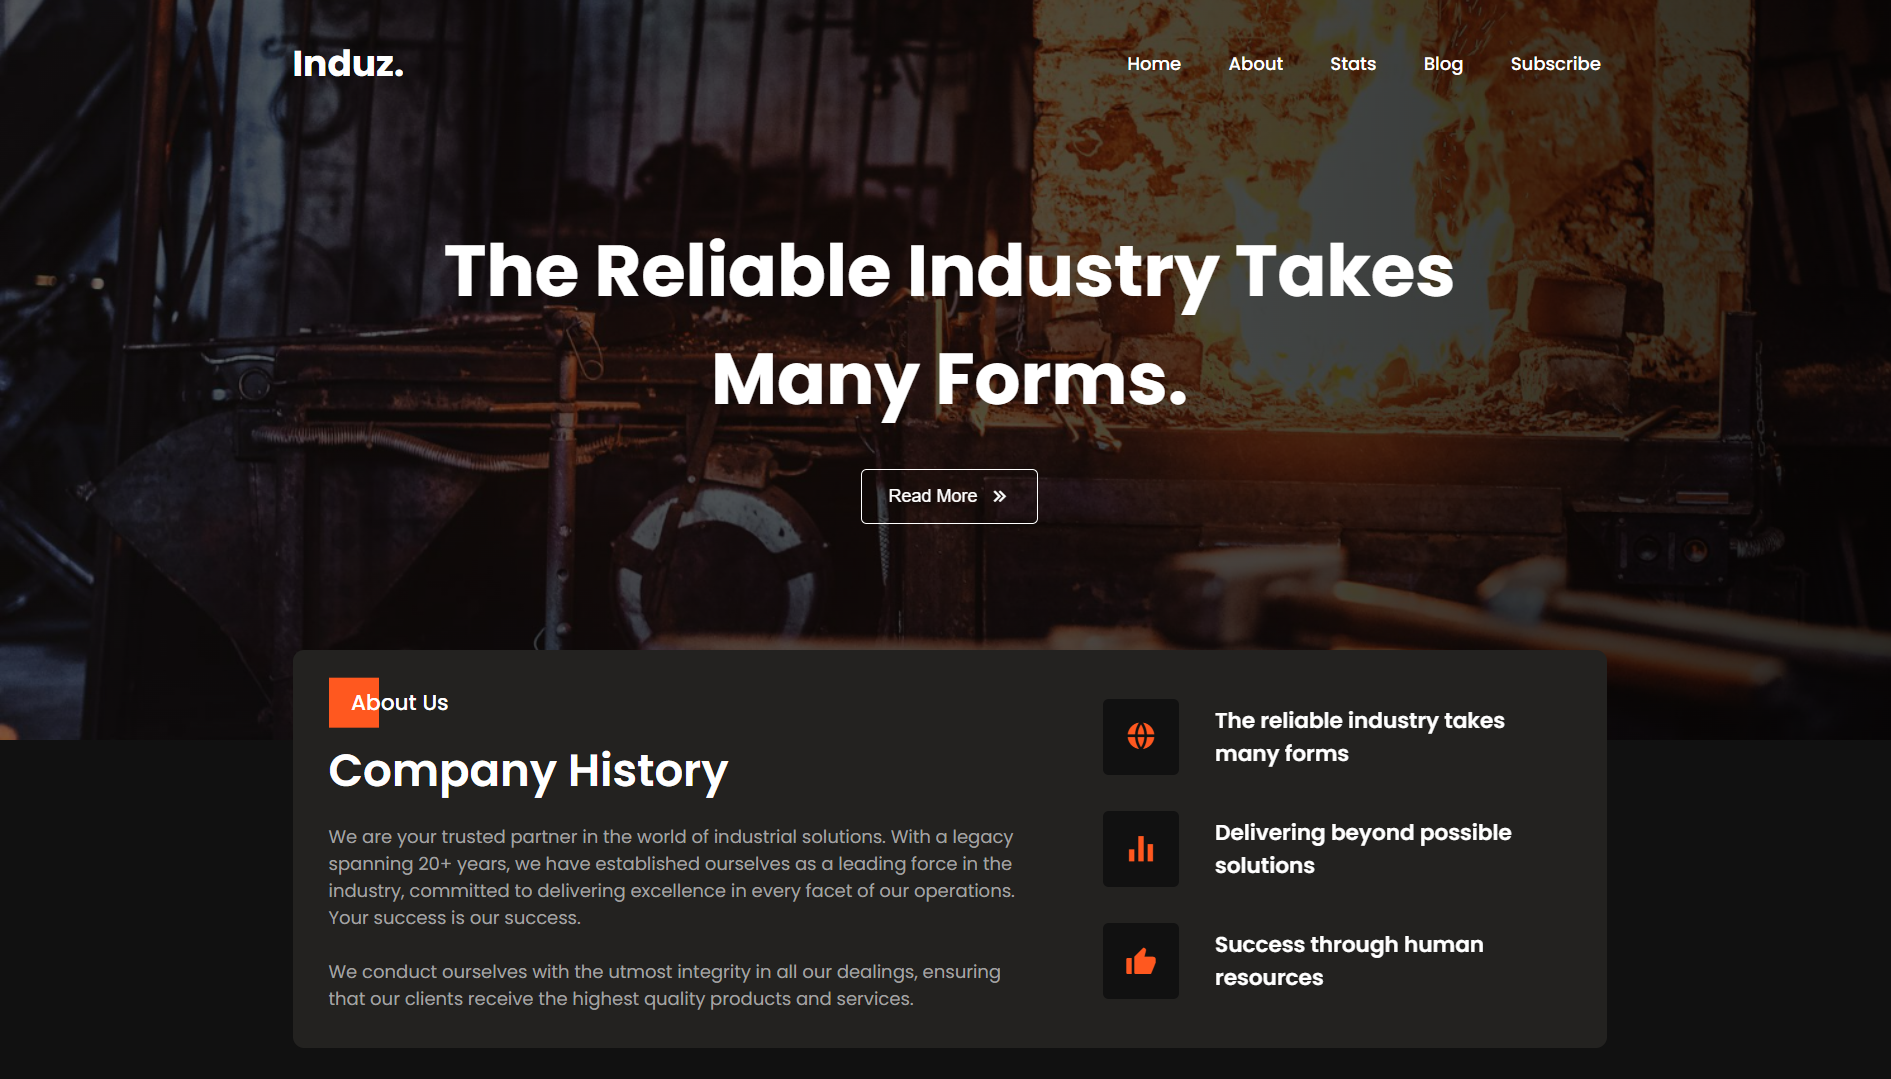 Induz.
Home About Stats Blog Subscribe
The Reliable Industry Takes
Many Forms.
Read More
About Us
Company History
We are your trusted partner in the world of industrial solutions. With a legacy
spanning 20+ years, we have established ourselves as a leading force in the
industry, committed to delivering excellence in every facet of our operations.
Your success is our success.
We conduct ourselves with the utmost integrity in all our dealings, ensuring
that our clients receive the highest quality products and services.
The reliable industry takes
many forms
Delivering beyond possible
solutions
Success through human
resources